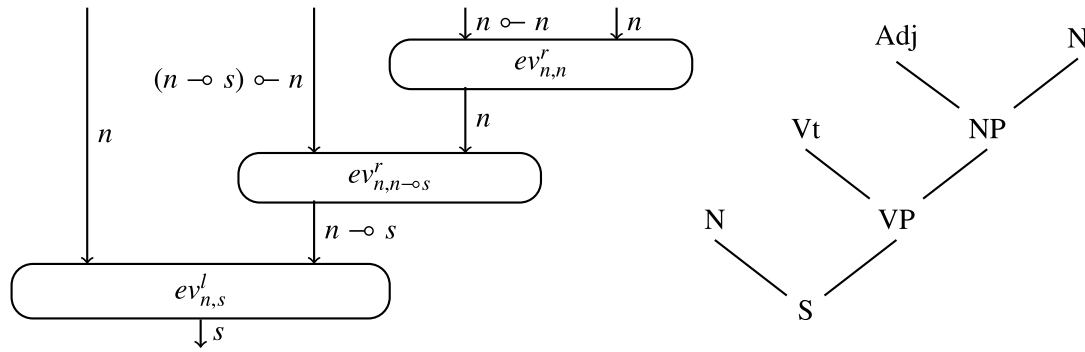 n ⟜ n n
ev^r_{n,n}
(n ⊸ s) ⟜ n
n
n
ev^r_{n,n⊸s}
n ⊸ s
ev^l_{n,s}
s
Adj N
Vt NP
N VP
S